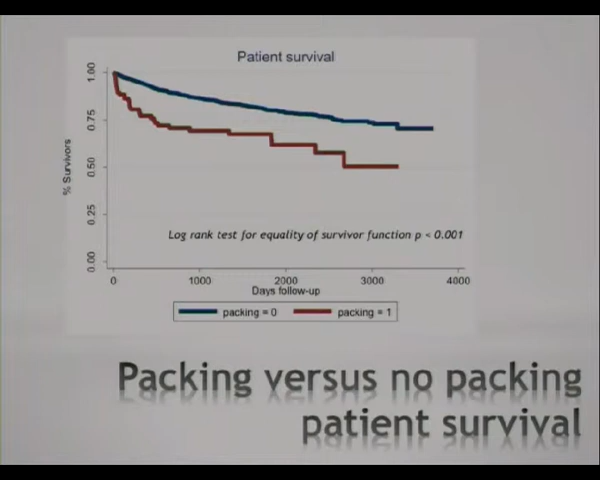 Patient survival
% Survivors
1.00
0.75
0.50
0.25
0.00
Log rank test for equality of survivor function p < 0.001
0 1000 2000 3000 4000
Days follow-up
packing = 0 packing = 1
Packing versus no packing
patient survival